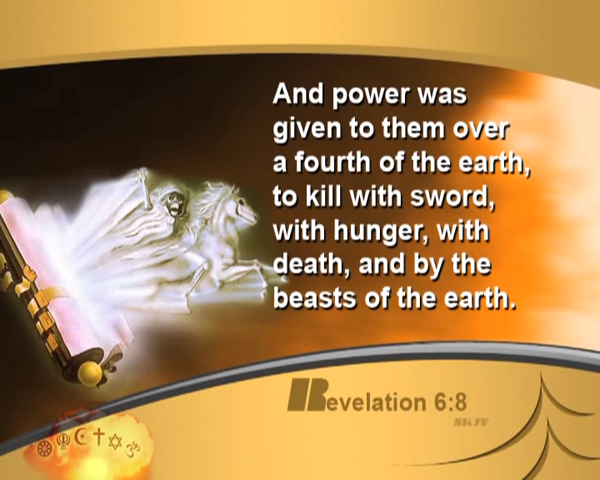 And power was
given to them over
a fourth of the earth,
to kill with sword,
with hunger, with
death, and by the
beasts of the earth.
Revelation 6:8
NKJV